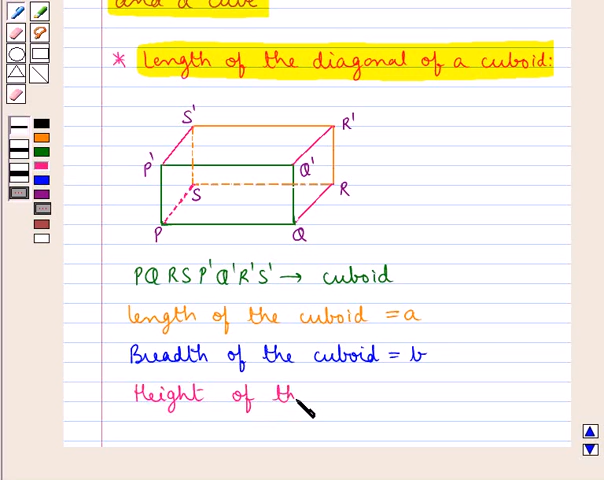 and a cube
* Length of the diagonal of a cuboid:
S' R'
P' Q'
S R
P Q
PQRSP'Q'R'S' → cuboid
length of the cuboid = a
Breadth of the cuboid = b
Height of th